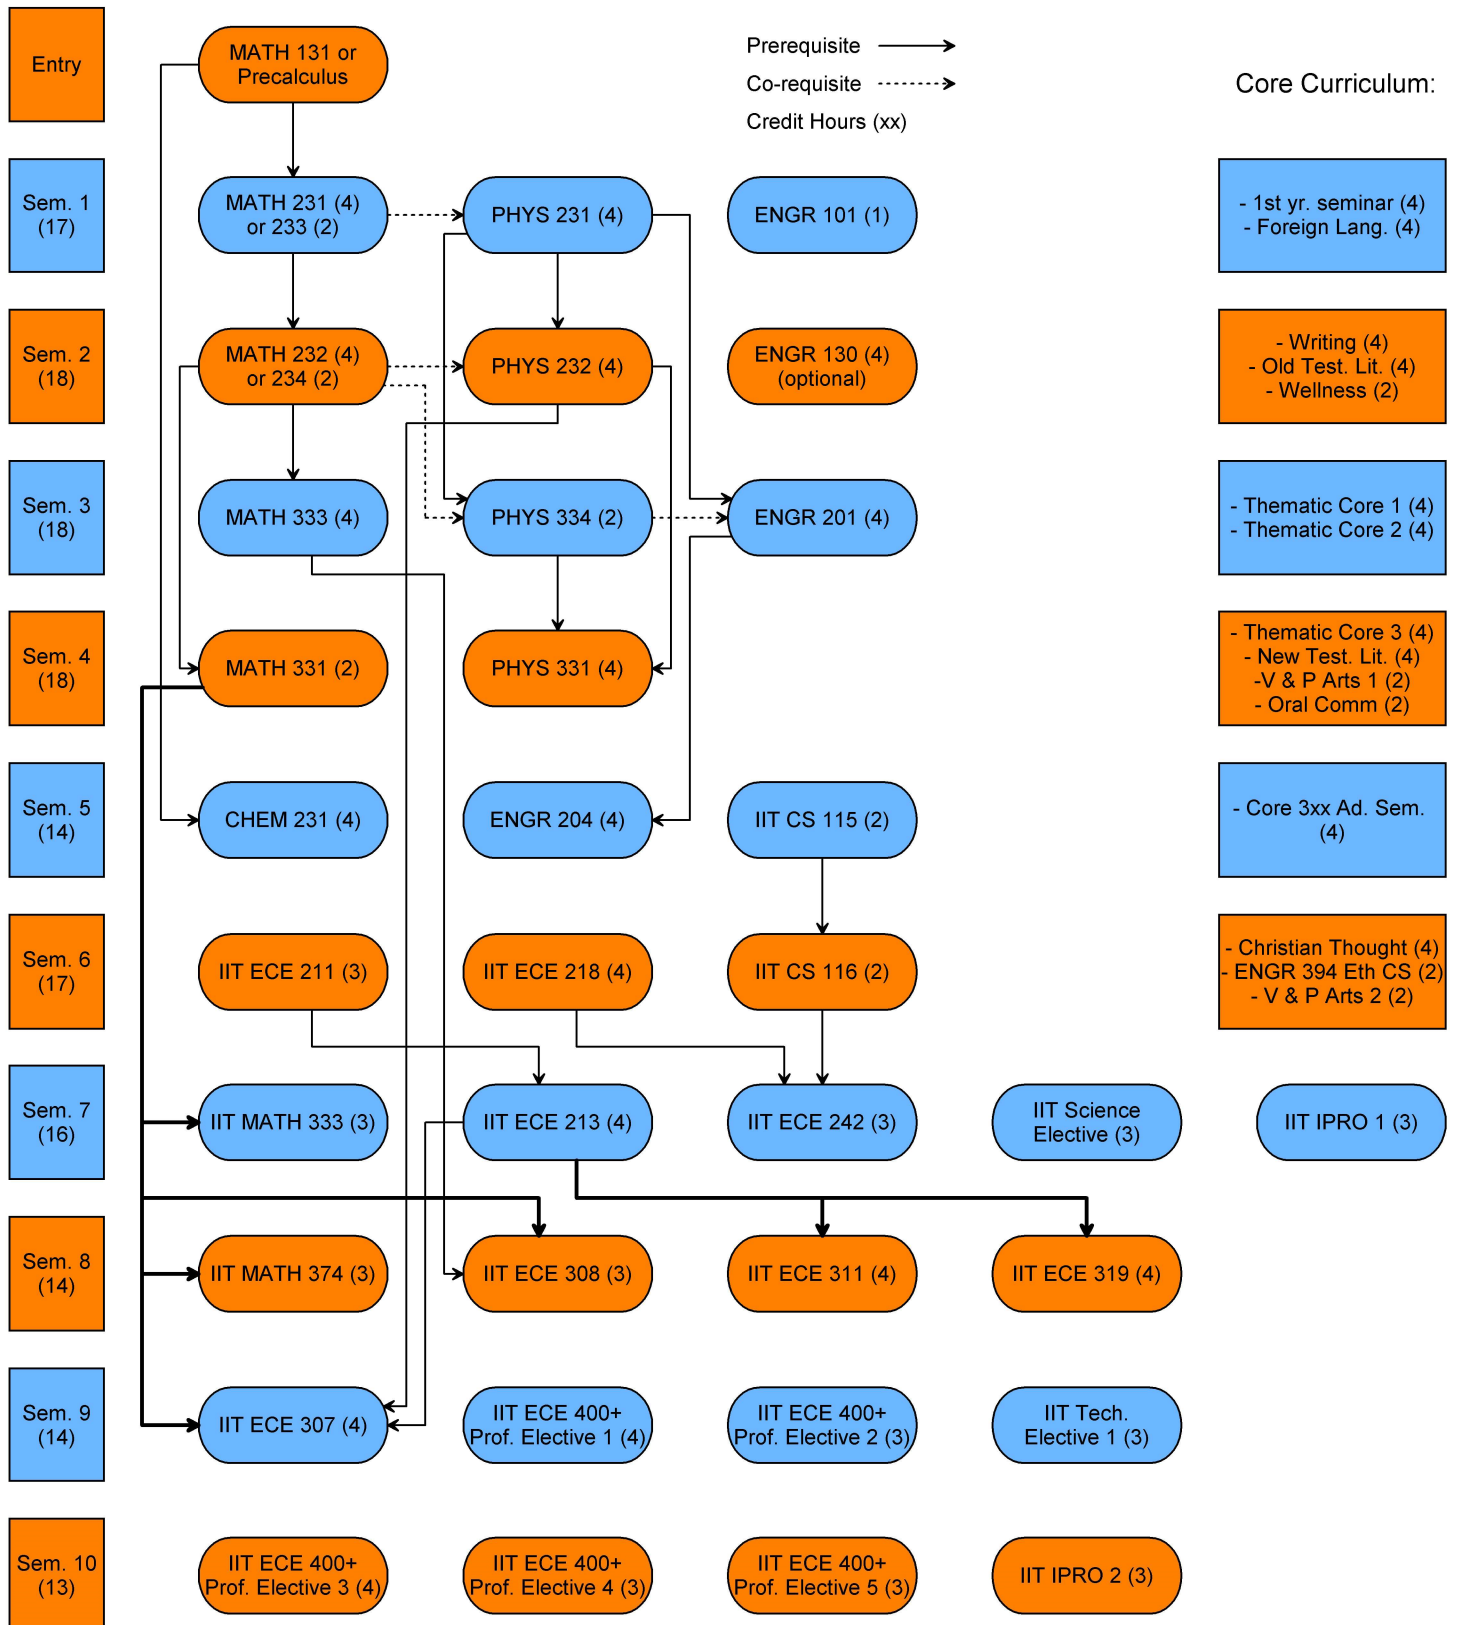 Entry
MATH 131 or
Precalculus
Prerequisite
Co-requisite
Credit Hours (xx)
Core Curriculum:
Sem. 1
(17)
MATH 231 (4)
or 233 (2)
PHYS 231 (4)
ENGR 101 (1)
- 1st yr. seminar (4)
- Foreign Lang. (4)
Sem. 2
(18)
MATH 232 (4)
or 234 (2)
PHYS 232 (4)
ENGR 130 (4)
(optional)
- Writing (4)
- Old Test. Lit. (4)
- Wellness (2)
Sem. 3
(18)
MATH 333 (4)
PHYS 334 (2)
ENGR 201 (4)
- Thematic Core 1 (4)
- Thematic Core 2 (4)
Sem. 4
(18)
MATH 331 (2)
PHYS 331 (4)
- Thematic Core 3 (4)
- New Test. Lit. (4)
-V & P Arts 1 (2)
- Oral Comm (2)
Sem. 5
(14)
CHEM 231 (4)
ENGR 204 (4)
IIT CS 115 (2)
- Core 3xx Ad. Sem.
(4)
Sem. 6
(17)
IIT ECE 211 (3)
IIT ECE 218 (4)
IIT CS 116 (2)
- Christian Thought (4)
- ENGR 394 Eth CS (2)
- V & P Arts 2 (2)
Sem. 7
(16)
IIT MATH 333 (3)
IIT ECE 213 (4)
IIT ECE 242 (3)
IIT Science
Elective (3)
IIT IPRO 1 (3)
Sem. 8
(14)
IIT MATH 374 (3)
IIT ECE 308 (3)
IIT ECE 311 (4)
IIT ECE 319 (4)
Sem. 9
(14)
IIT ECE 307 (4)
IIT ECE 400+
Prof. Elective 1 (4)
IIT ECE 400+
Prof. Elective 2 (3)
IIT Tech.
Elective 1 (3)
Sem. 10
(13)
IIT ECE 400+
Prof. Elective 3 (4)
IIT ECE 400+
Prof. Elective 4 (3)
IIT ECE 400+
Prof. Elective 5 (3)
IIT IPRO 2 (3)